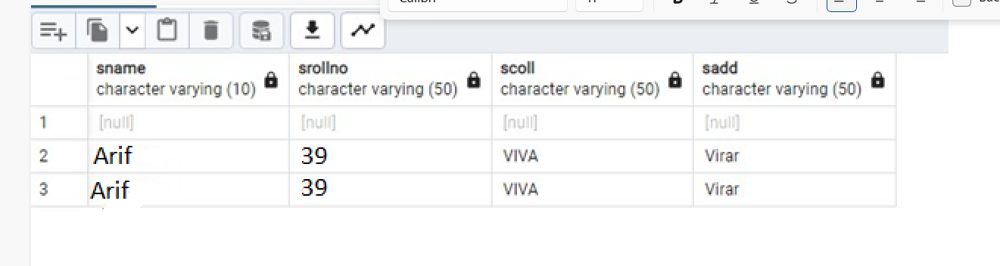 sname srollno scoll sadd
character varying (10) character varying (50) character varying (50) character varying (50)
1 [null] [null] [null] [null]
2 Arif 39 VIVA Virar
3 Arif 39 VIVA Virar